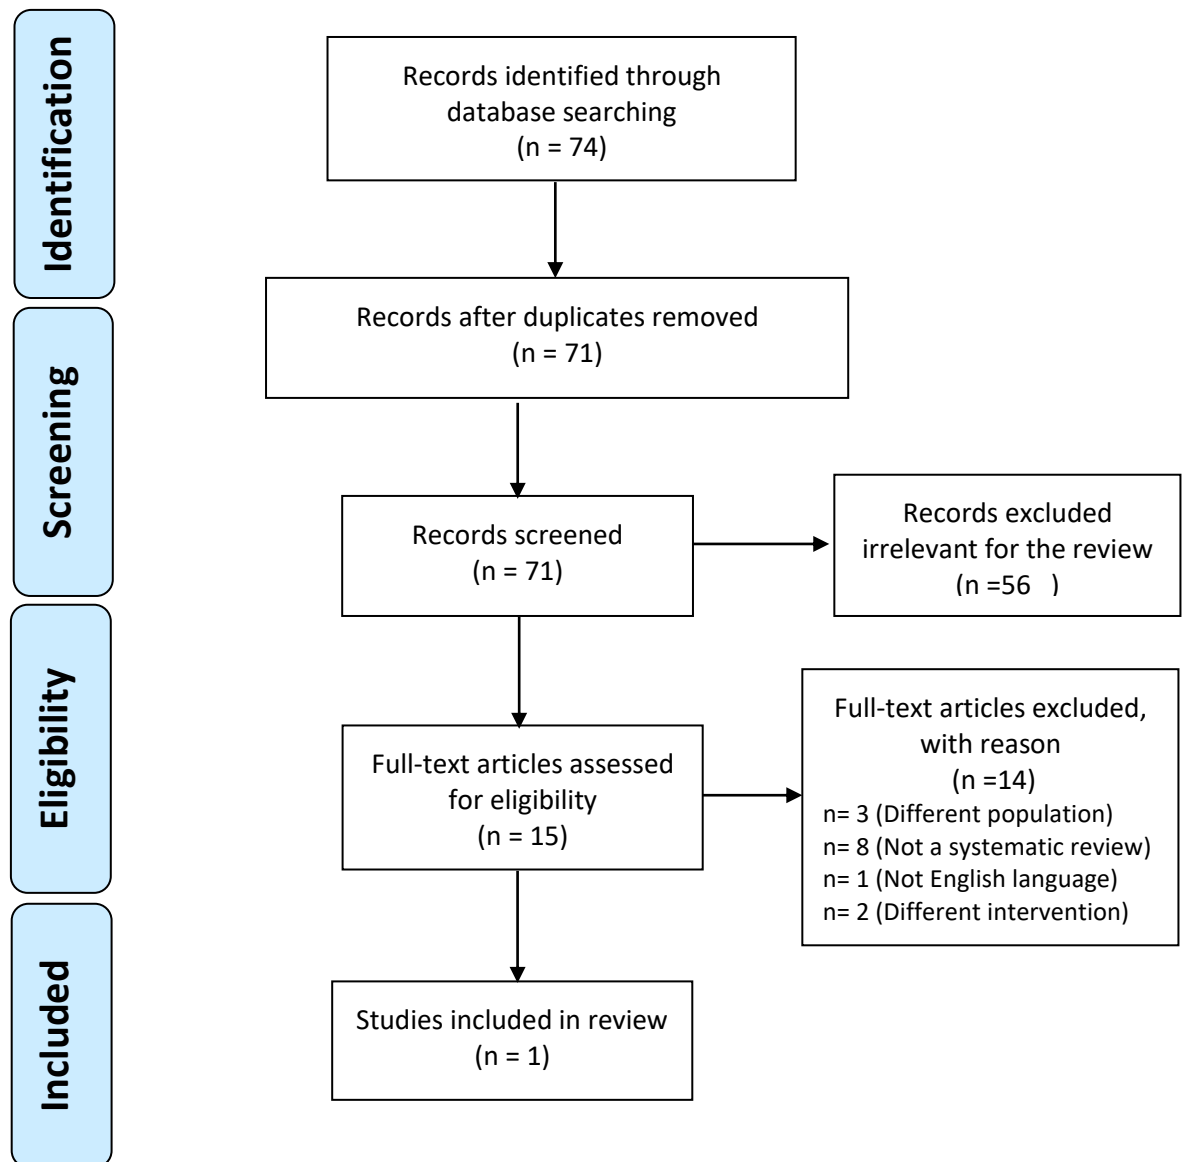 Identification
Records identified through
database searching
(n = 74)
Records after duplicates removed
(n = 71)
Screening
Records screened
(n = 71)
Records excluded
irrelevant for the review
(n =56   )
Eligibility
Full-text articles assessed
for eligibility
(n = 15)
Full-text articles excluded,
with reason
(n =14)
n= 3 (Different population)
n= 8 (Not a systematic review)
n= 1 (Not English language)
n= 2 (Different intervention)
Included
Studies included in review
(n = 1)